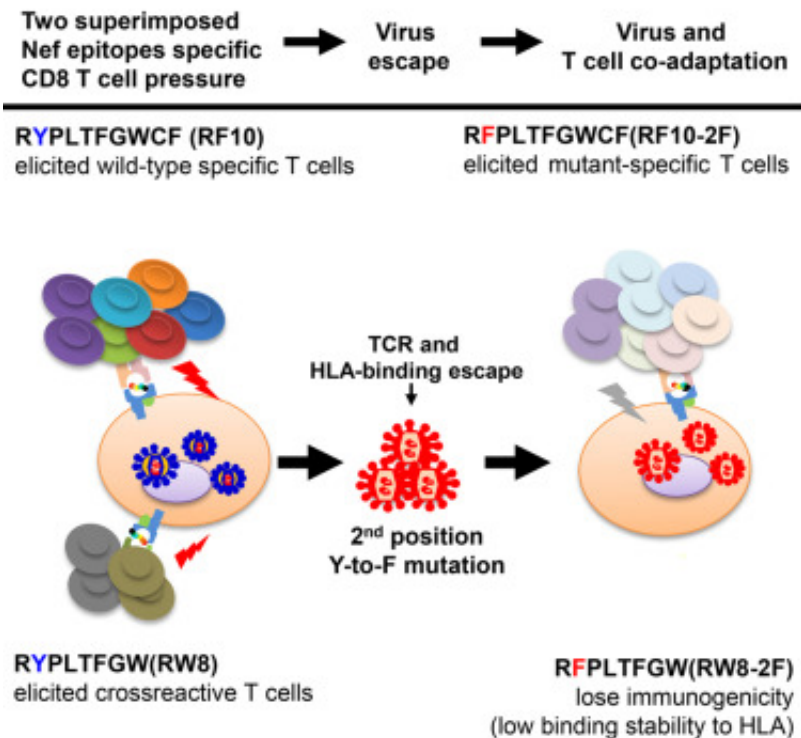 Two superimposed
Nef epitopes specific
CD8 T cell pressure
Virus
escape
Virus and
T cell co-adaptation
RYPLTFGWCF (RF10)
elicited wild-type specific T cells
RFPLTFGWCF(RF10-2F)
elicited mutant-specific T cells
TCR and
HLA-binding escape
2nd position
Y-to-F mutation
RYPLTFGW(RW8)
elicited crossreactive T cells
RFPLTFGW(RW8-2F)
lose immunogenicity
(low binding stability to HLA)